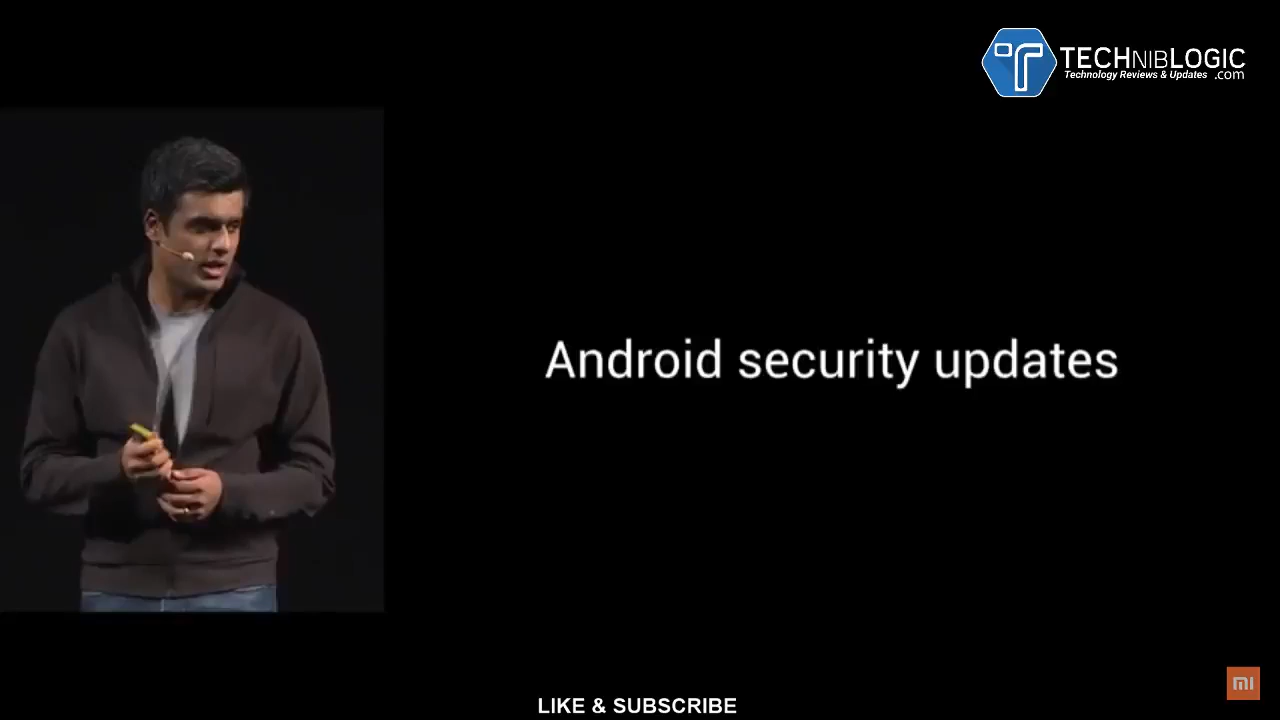 TECHNIBLOGIC
Technology Reviews & Updates .com
Android security updates
MI
LIKE & SUBSCRIBE